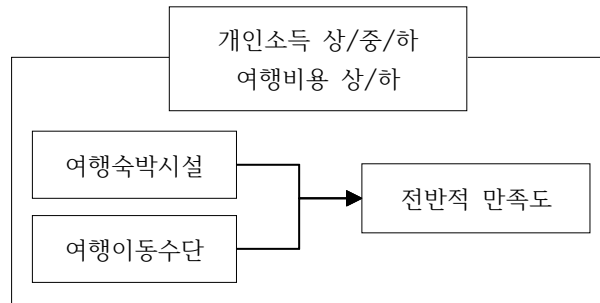 개인소득 상/중/하
여행비용 상/하
여행숙박시설
전반적 만족도
여행이동수단